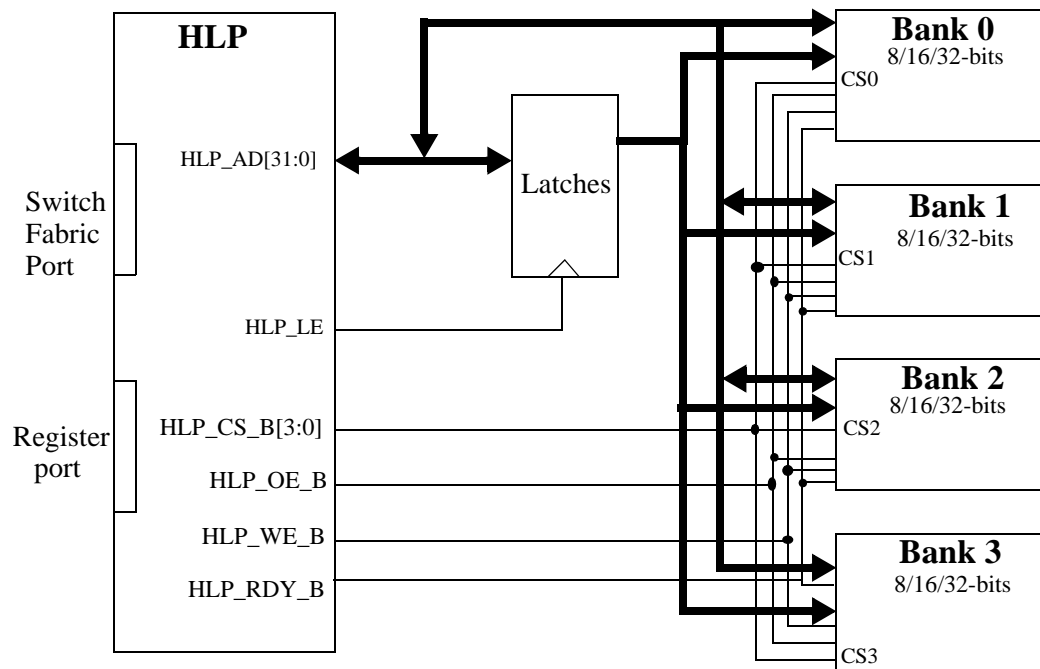 HLP
Switch
Fabric
Port
Register
port
HLP_AD[31:0]
HLP_LE
HLP_CS_B[3:0]
HLP_OE_B
HLP_WE_B
HLP_RDY_B
Latches
Bank 0
8/16/32-bits
CS0
Bank 1
8/16/32-bits
CS1
Bank 2
8/16/32-bits
CS2
Bank 3
8/16/32-bits
CS3